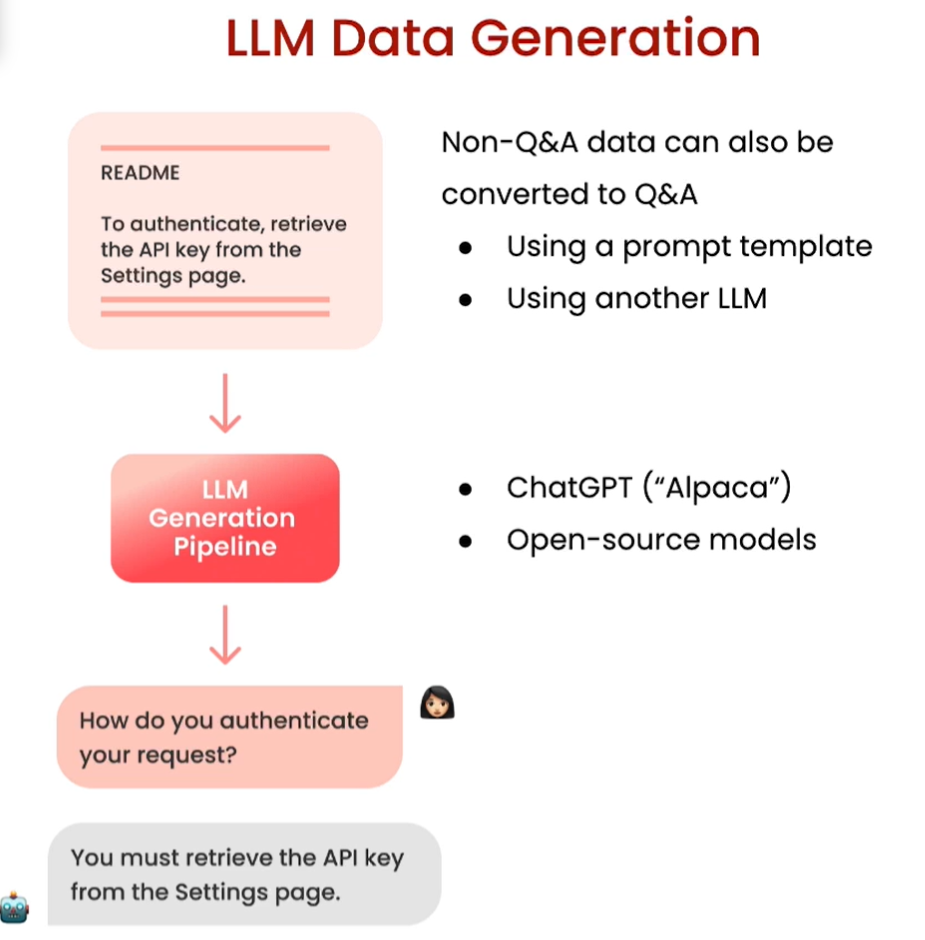 LLM Data Generation
README
To authenticate, retrieve
the API key from the
Settings page.
Non-Q&A data can also be
converted to Q&A
● Using a prompt template
● Using another LLM
LLM
Generation
Pipeline
● ChatGPT (“Alpaca”)
● Open-source models
How do you authenticate
your request?
You must retrieve the API key
from the Settings page.